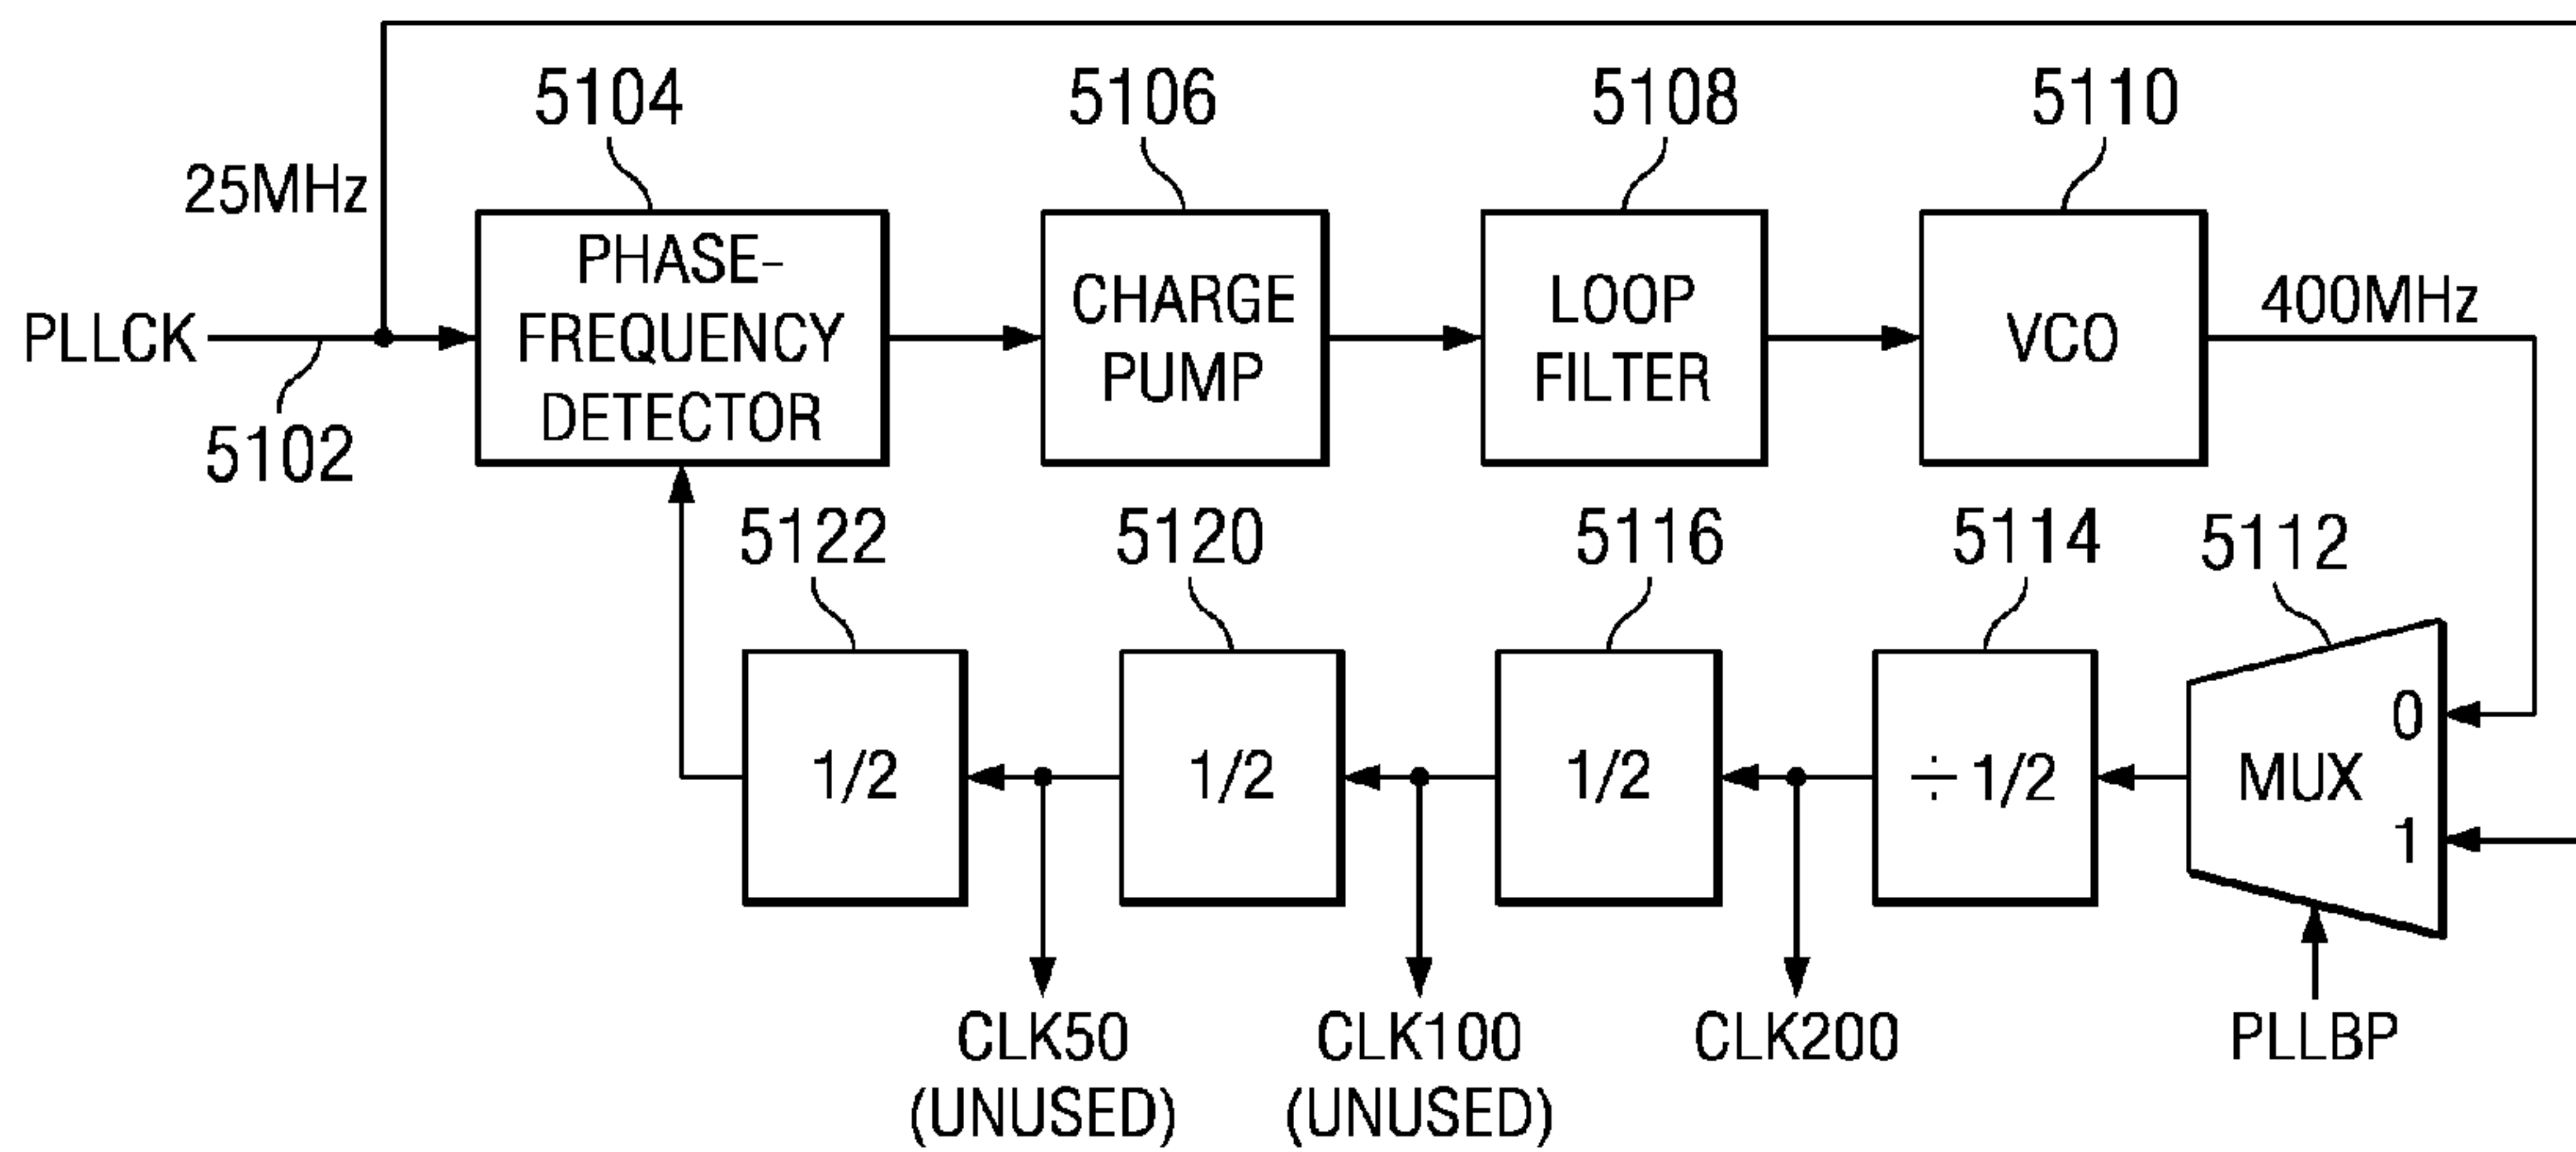 5104
5106
5108
5110
25MHz
PHASE-
FREQUENCY
DETECTOR
CHARGE
PUMP
LOOP
FILTER
VCO
400MHz
PLLCK
5102
5122
5120
5116
5114
5112
1/2
1/2
1/2
÷ 1/2
0
MUX
1
CLK50
(UNUSED)
CLK100
(UNUSED)
CLK200
PLLBP